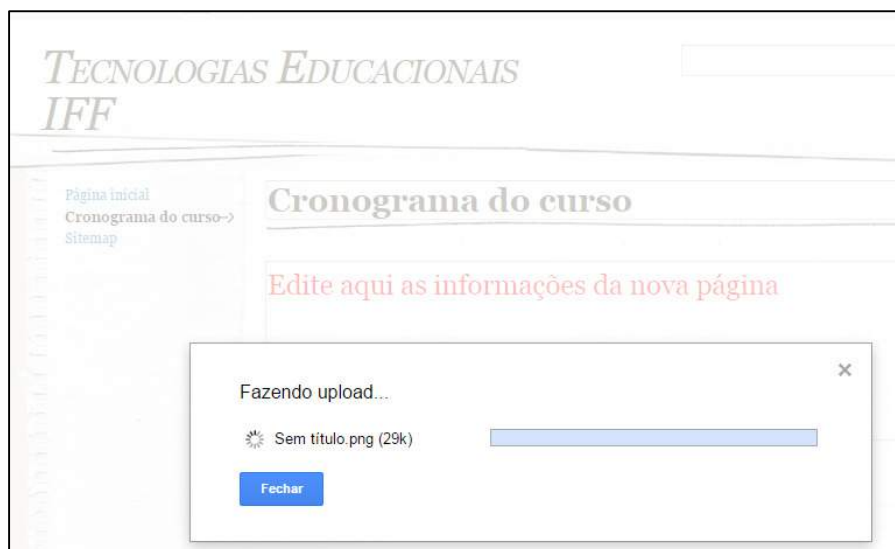 TECNOLOGIAS EDUCACIONAIS
IFF
Página inicial
Cronograma do curso
Sitemap
Cronograma do curso
Edite aqui as informações da nova página
Fazendo upload...
Sem título.png (29k)
Fechar